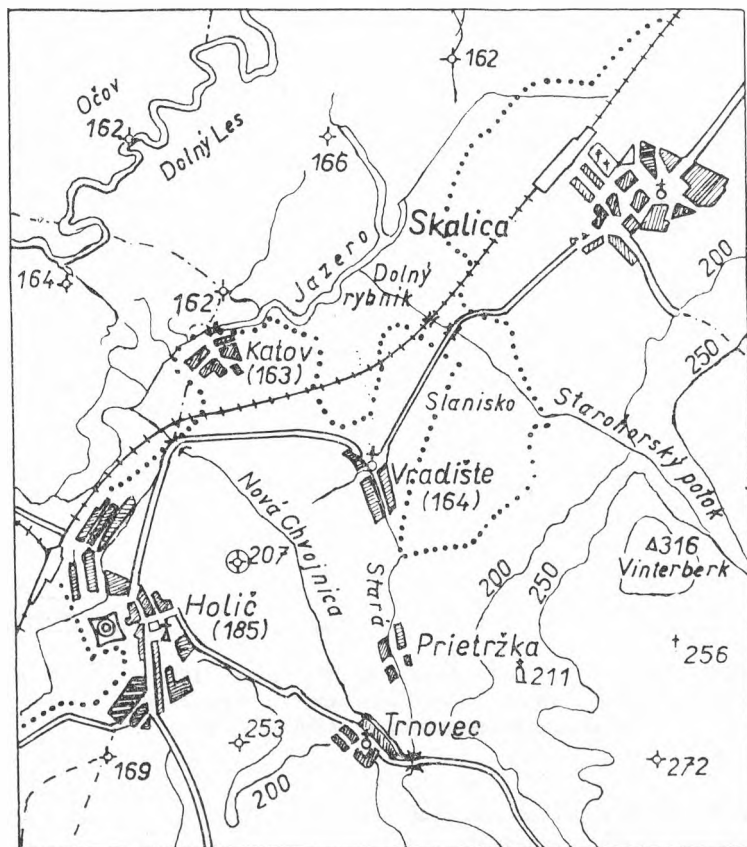 162
Očov
162
Dolný Les
166
Skalica
Jazero
Dolný
rybník
200
164
162
250
Katov
(163)
Slanisko
Starohorský potok
Vradište
(164)
Nová Chvojnica
207
Stará
200
250
316
Vinterberk
Holič
(185)
Prietržka
256
211
Trnovec
253
169
200
272